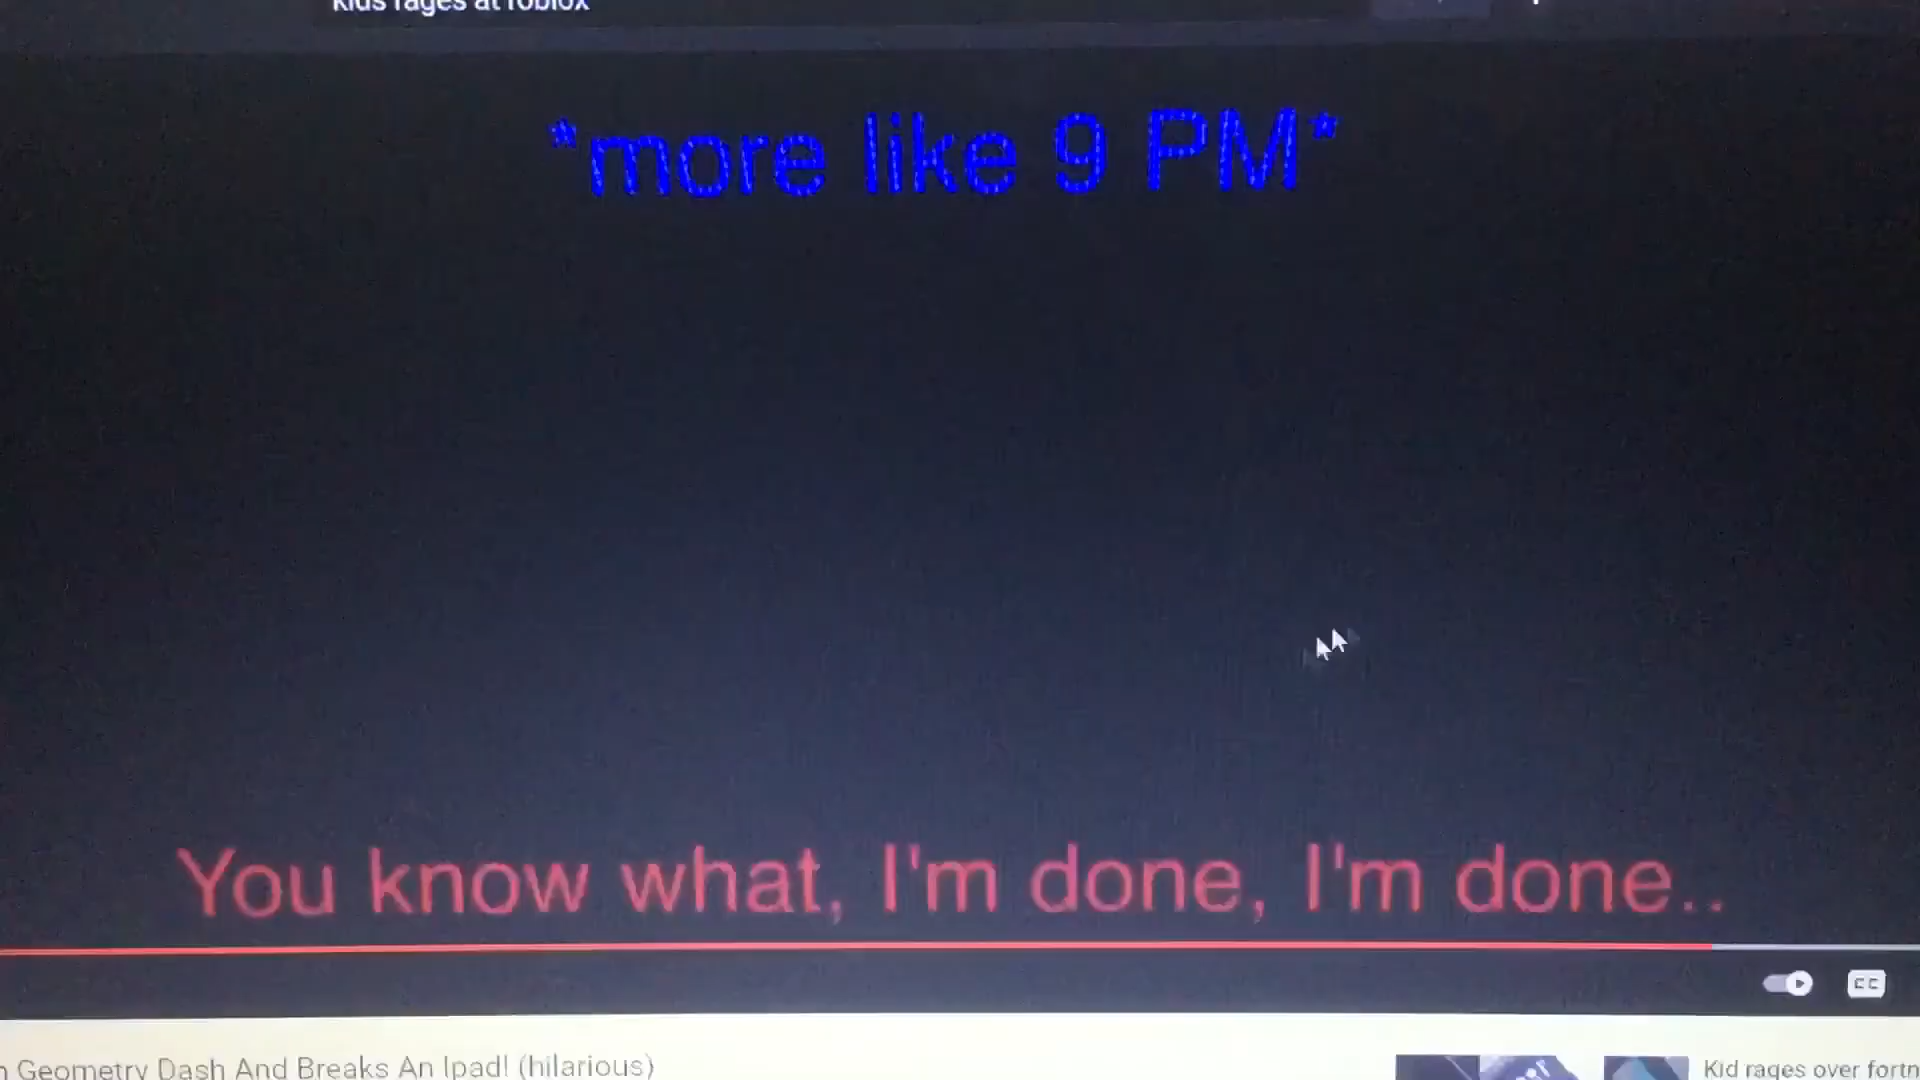 kids rages at roblox
*more like 9 PM*
You know what, I'm done, I'm done..
CC
Geometry Dash And Breaks An Ipad! (hilarious)
Kid rages over